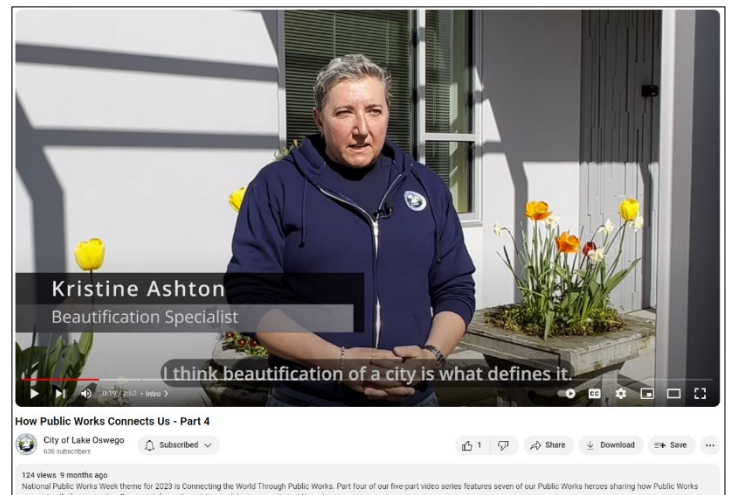 Kristine Ashton
Beautification Specialist
I think beautification of a city is what defines it.
0:19 / 2:52 • Intro >
CC
How Public Works Connects Us - Part 4
City of Lake Oswego
636 subscribers
Subscribed
1
Share
Download
Save
124 views 9 months ago
National Public Works Week theme for 2023 is Connecting the World Through Public Works. Part four of our five-part video series features seven of our Public Works heroes sharing how Public Works